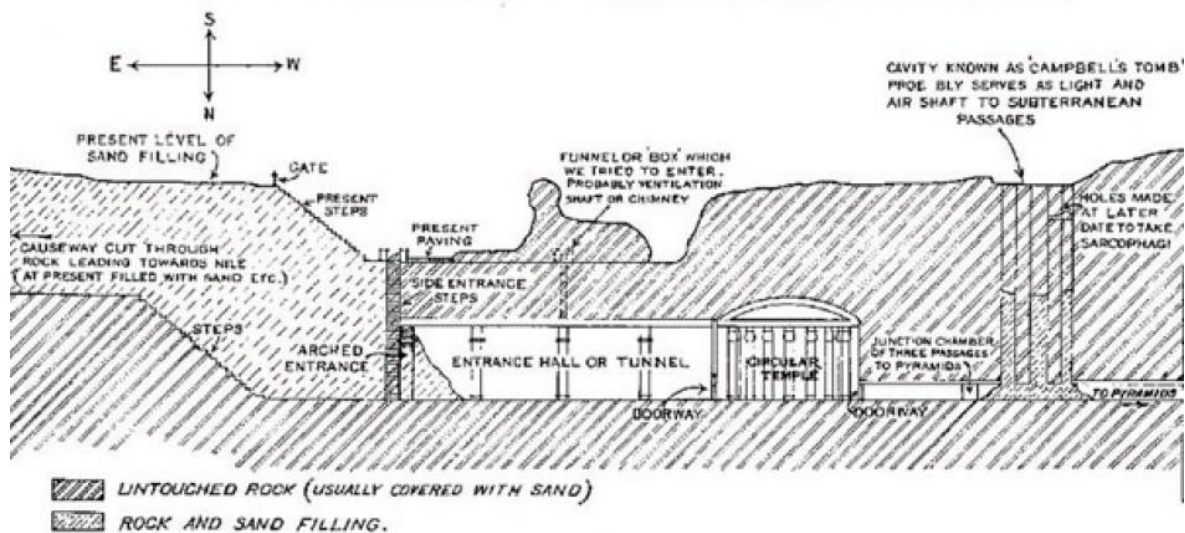 S
E W
N
PRESENT LEVEL OF
SAND FILLING
GATE
PRESENT
STEPS
CAUSEWAY CUT THROUGH
ROCK LEADING TOWARDS NILE
(AT PRESENT FILLED WITH SAND ETC.)
STEPS
PRESENT
PAVING
FUNNEL OR 'BOX' WHICH
WE TRIED TO ENTER.
PROBABLY VENTILATION
SHAFT OR CHIMNEY
CAVITY KNOWN AS 'CAMPBELL'S TOMB'
PROE BLY SERVES AS LIGHT AND
AIR SHAFT TO SUBTERRANEAN
PASSAGES
HOLES MADE
AT LATER
DATE TO TAKE
SARCOPHAGI
SIDE ENTRANCE
STEPS
ARCHED
ENTRANCE
ENTRANCE HALL OR TUNNEL
DOORWAY
CIRCULAR
TEMPLE
DOORWAY
JUNCTION CHAMBER
OF THREE PASSAGES
TO PYRAMIDS
TO PYRAMIDS
UNTOUCHED ROCK (USUALLY COVERED WITH SAND)
ROCK AND SAND FILLING.